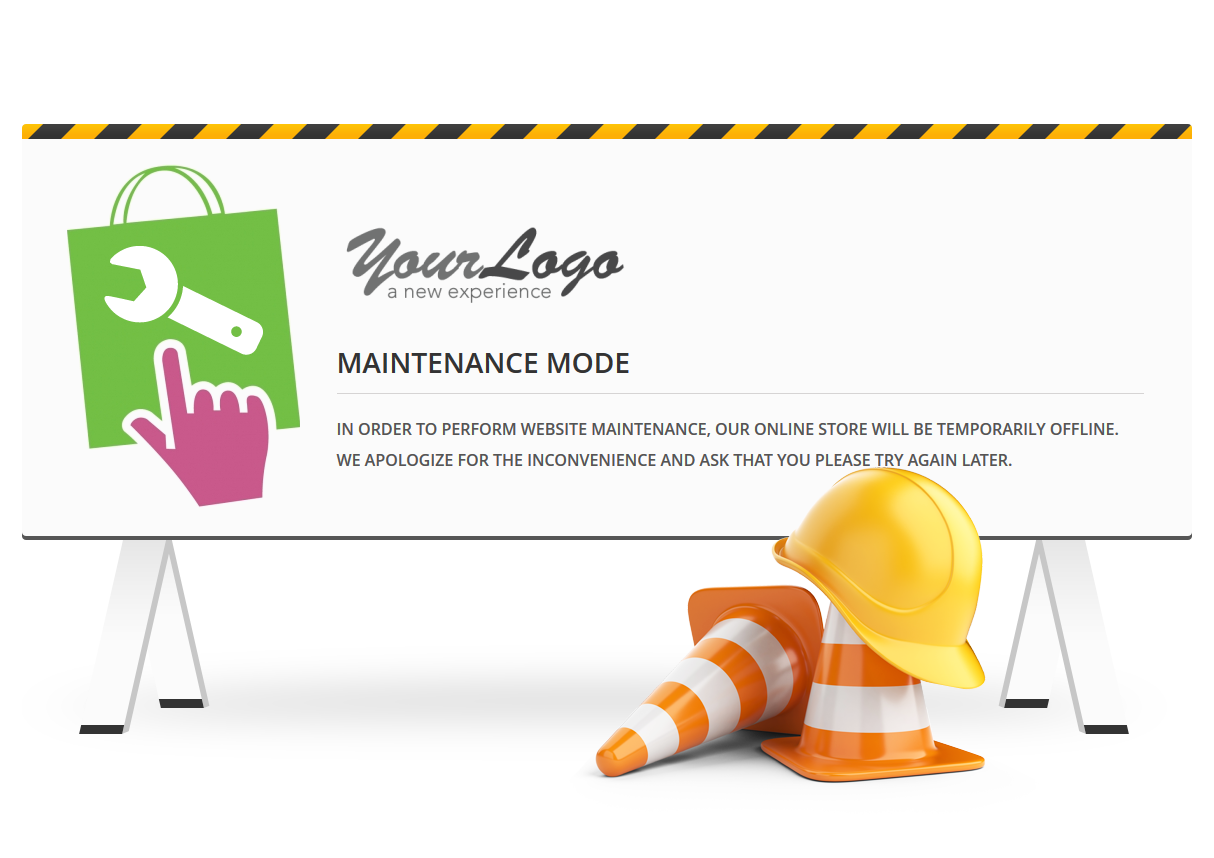 YourLogo
a new experience
MAINTENANCE MODE
IN ORDER TO PERFORM WEBSITE MAINTENANCE, OUR ONLINE STORE WILL BE TEMPORARILY OFFLINE.
WE APOLOGIZE FOR THE INCONVENIENCE AND ASK THAT YOU PLEASE TRY AGAIN LATER.